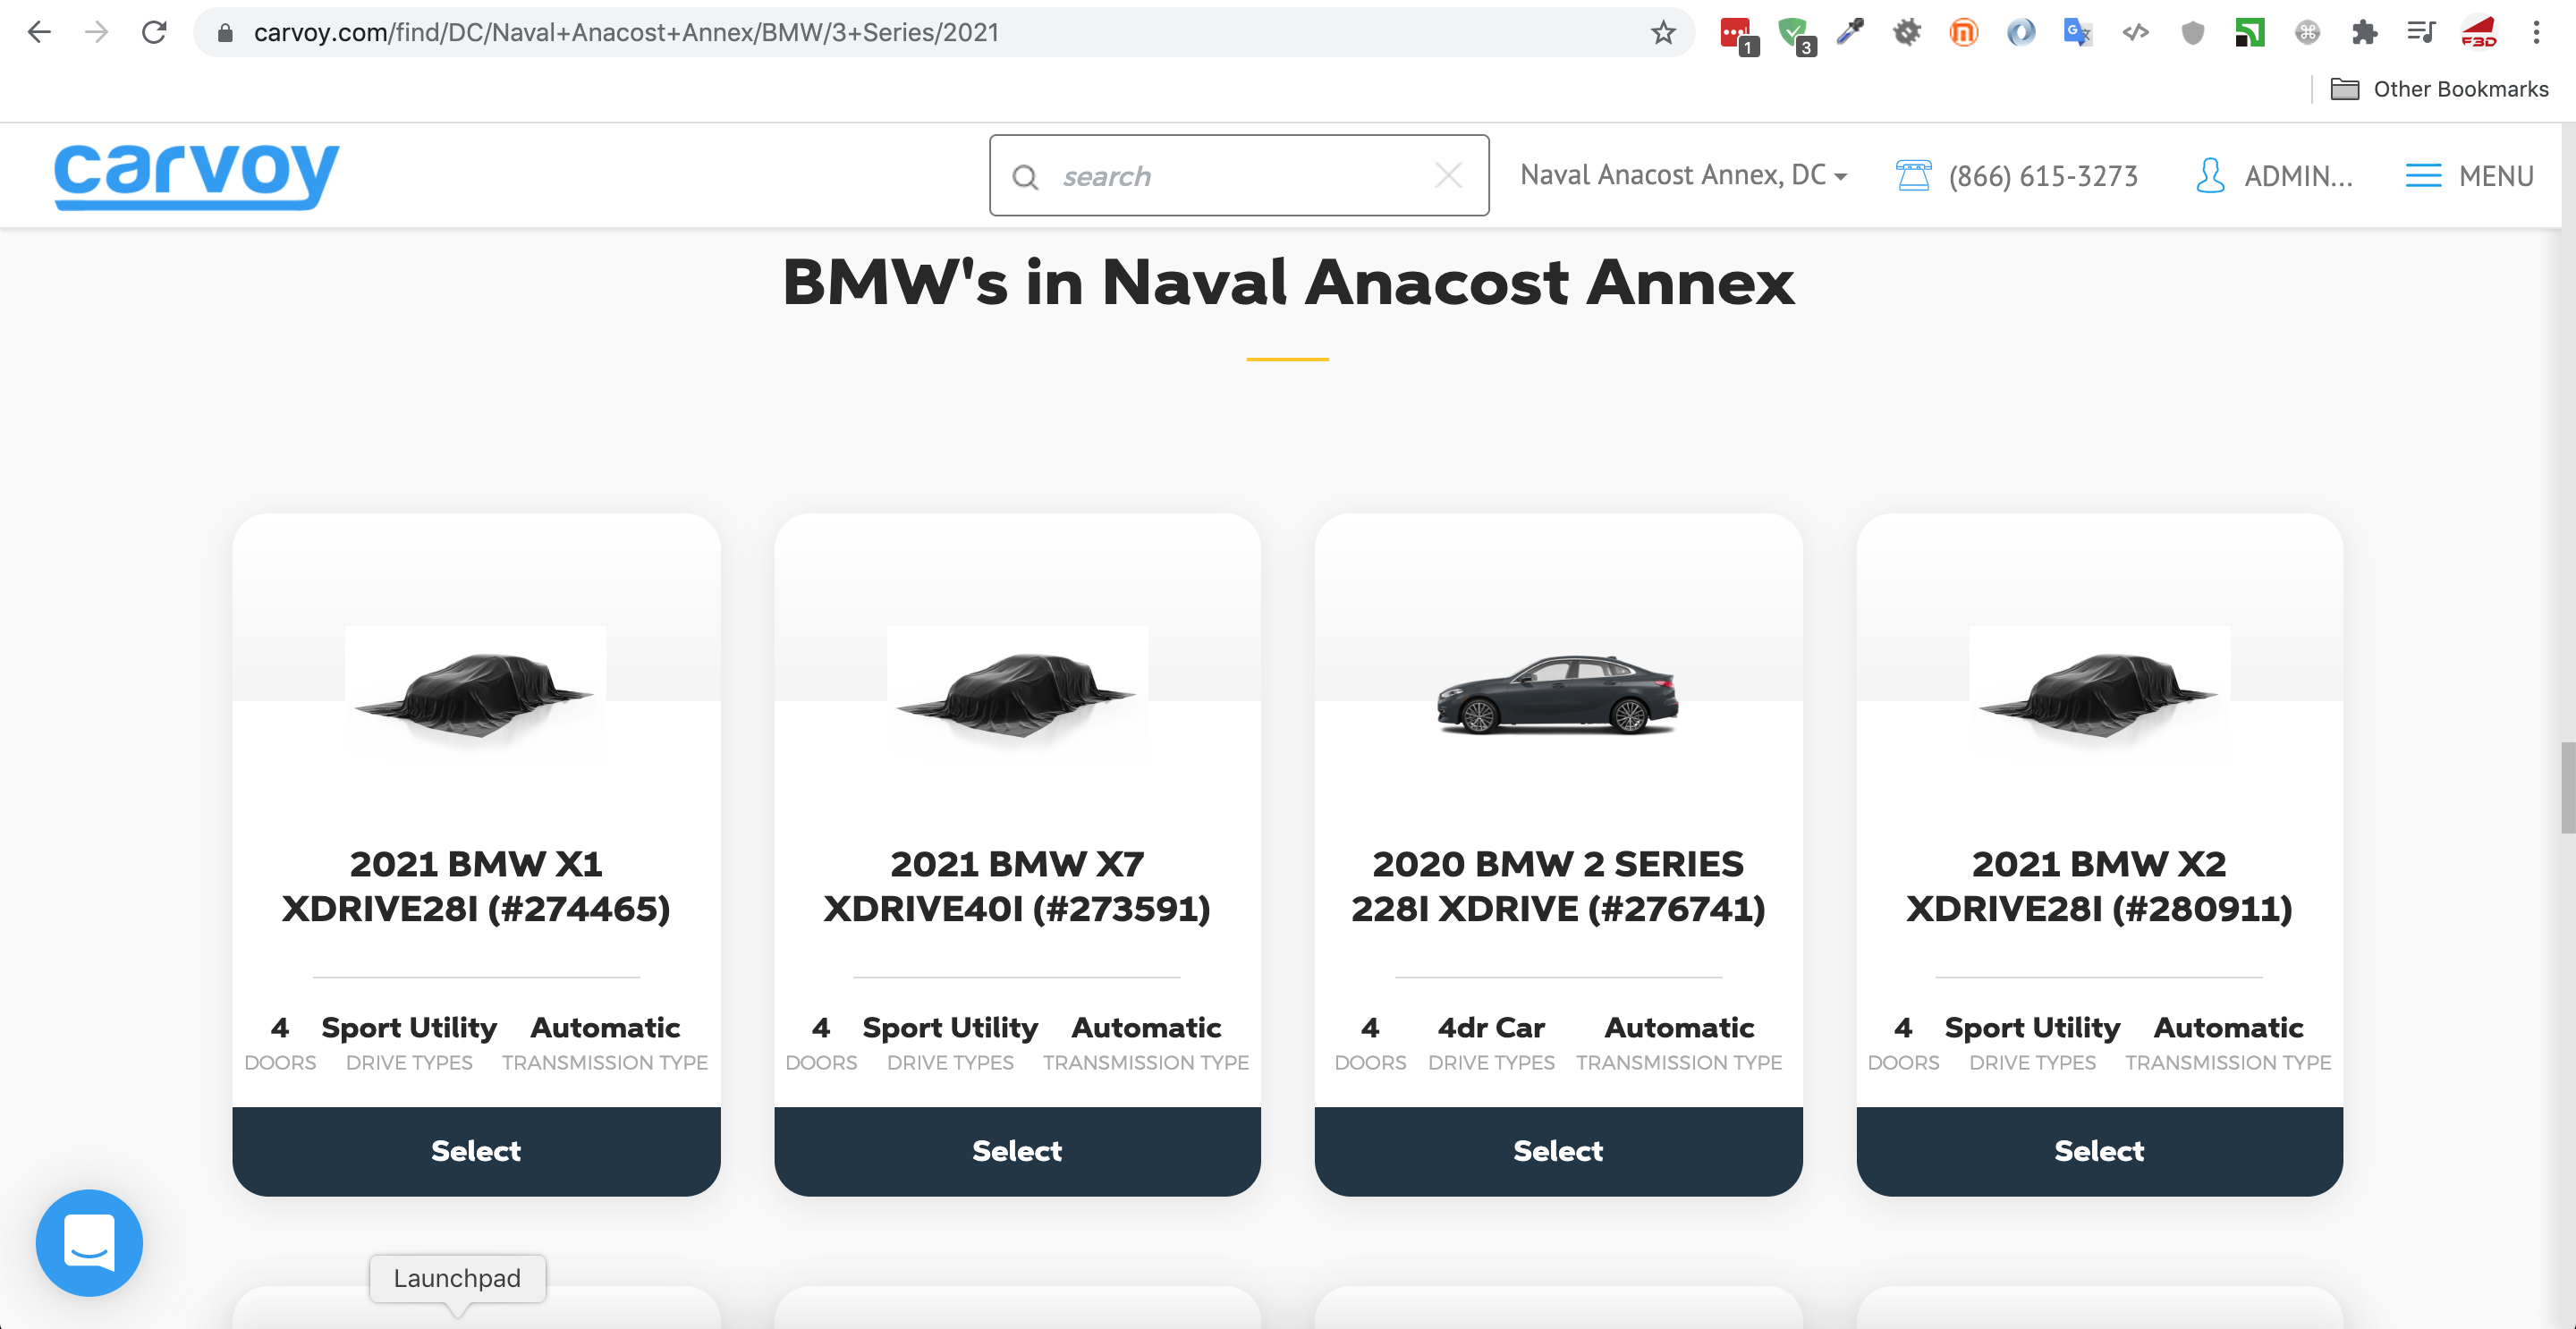 carvoy.com/find/DC/Naval+Anacost+Annex/BMW/3+Series/2021
1
3
F3D
Other Bookmarks
carvoy
search
Naval Anacost Annex, DC
(866) 615-3273
ADMIN...
MENU
BMW's in Naval Anacost Annex
2021 BMW X1
XDRIVE28I (#274465)
4 Sport Utility Automatic
DOORS DRIVE TYPES TRANSMISSION TYPE
Select
2021 BMW X7
XDRIVE40I (#273591)
4 Sport Utility Automatic
DOORS DRIVE TYPES TRANSMISSION TYPE
Select
2020 BMW 2 SERIES
228I XDRIVE (#276741)
4 4dr Car Automatic
DOORS DRIVE TYPES TRANSMISSION TYPE
Select
2021 BMW X2
XDRIVE28I (#280911)
4 Sport Utility Automatic
DOORS DRIVE TYPES TRANSMISSION TYPE
Select
Launchpad